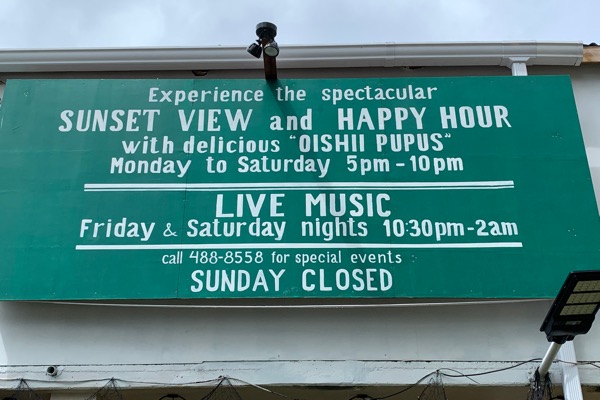 Experience the spectacular
SUNSET VIEW and HAPPY HOUR
with delicious "OISHII PUPUS"
Monday to Saturday 5pm - 10pm
LIVE MUSIC
Friday & Saturday nights 10:30pm-2am
call 488-8558 for special events
SUNDAY CLOSED